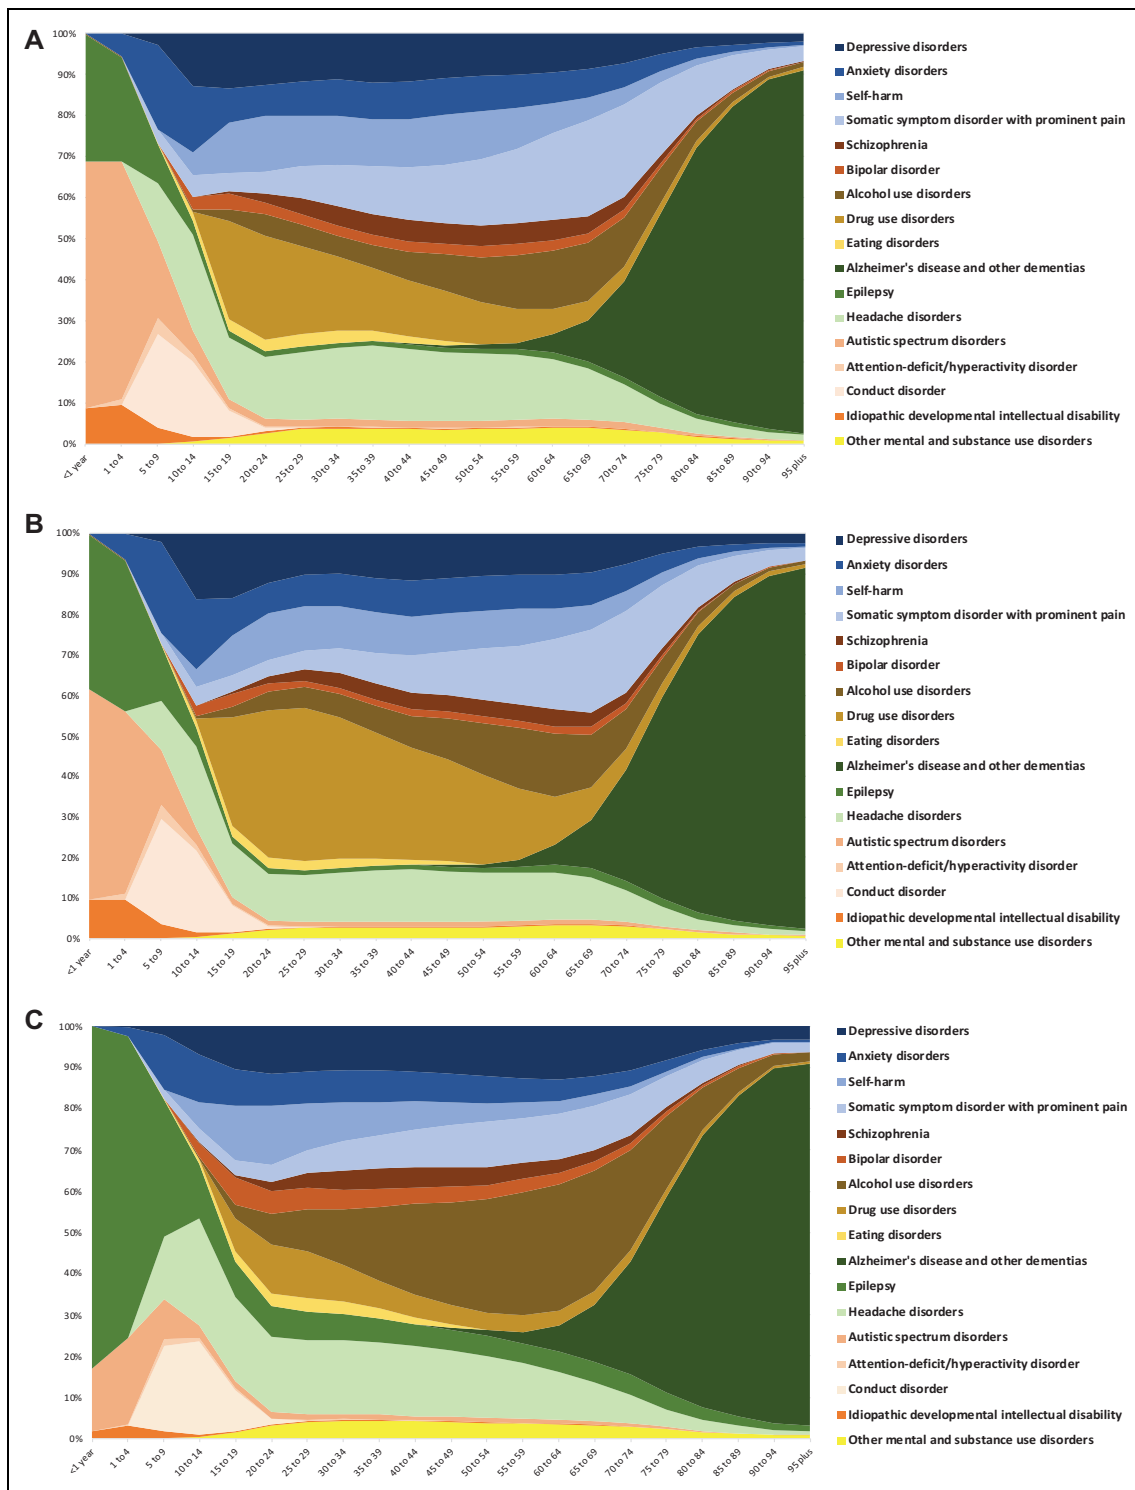 A
100%
90%
80%
70%
60%
50%
40%
30%
20%
10%
0%
<1 year
1 to 4
5 to 9
10 to 14
15 to 19
20 to 24
25 to 29
30 to 34
35 to 39
40 to 44
45 to 49
50 to 54
55 to 59
60 to 64
65 to 69
70 to 74
75 to 79
80 to 84
85 to 89
90 to 94
95 plus
Depressive disorders
Anxiety disorders
Self-harm
Somatic symptom disorder with prominent pain
Schizophrenia
Bipolar disorder
Alcohol use disorders
Drug use disorders
Eating disorders
Alzheimer's disease and other dementias
Epilepsy
Headache disorders
Autistic spectrum disorders
Attention-deficit/hyperactivity disorder
Conduct disorder
Idiopathic developmental intellectual disability
Other mental and substance use disorders
B
100%
90%
80%
70%
60%
50%
40%
30%
20%
10%
0%
<1 year
1 to 4
5 to 9
10 to 14
15 to 19
20 to 24
25 to 29
30 to 34
35 to 39
40 to 44
45 to 49
50 to 54
55 to 59
60 to 64
65 to 69
70 to 74
75 to 79
80 to 84
85 to 89
90 to 94
95 plus
Depressive disorders
Anxiety disorders
Self-harm
Somatic symptom disorder with prominent pain
Schizophrenia
Bipolar disorder
Alcohol use disorders
Drug use disorders
Eating disorders
Alzheimer's disease and other dementias
Epilepsy
Headache disorders
Autistic spectrum disorders
Attention-deficit/hyperactivity disorder
Conduct disorder
Idiopathic developmental intellectual disability
Other mental and substance use disorders
C
100%
90%
80%
70%
60%
50%
40%
30%
20%
10%
0%
<1 year
1 to 4
5 to 9
10 to 14
15 to 19
20 to 24
25 to 29
30 to 34
35 to 39
40 to 44
45 to 49
50 to 54
55 to 59
60 to 64
65 to 69
70 to 74
75 to 79
80 to 84
85 to 89
90 to 94
95 plus
Depressive disorders
Anxiety disorders
Self-harm
Somatic symptom disorder with prominent pain
Schizophrenia
Bipolar disorder
Alcohol use disorders
Drug use disorders
Eating disorders
Alzheimer's disease and other dementias
Epilepsy
Headache disorders
Autistic spectrum disorders
Attention-deficit/hyperactivity disorder
Conduct disorder
Idiopathic developmental intellectual disability
Other mental and substance use disorders